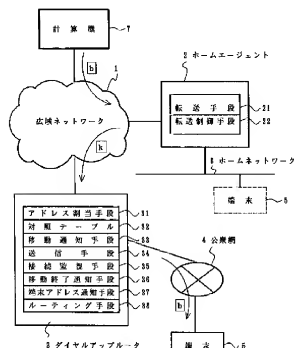 計算機
7
b
1
広域ネットワーク
2 ホームエージェント
転送手段
21
転送制御手段
22
k
8 ホームネットワーク
端末
5
アドレス割当手段
31
対照テーブル
32
移動通知手段
33
送信手段
34
接続監視手段
35
移動終了通知手段
36
端末アドレス通知手段
37
ルーティング手段
38
4 公衆網
b
3 ダイヤルアップルータ
端末
5